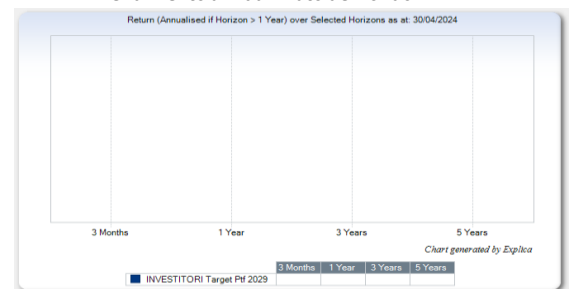 Return (Annualised if Horizon > 1 Year) over Selected Horizons as at: 30/04/2024
3 Months 1 Year 3 Years 5 Years
Chart generated by Explica
3 Months 1 Year 3 Years 5 Years
INVESTITORI Target Ptf 2029